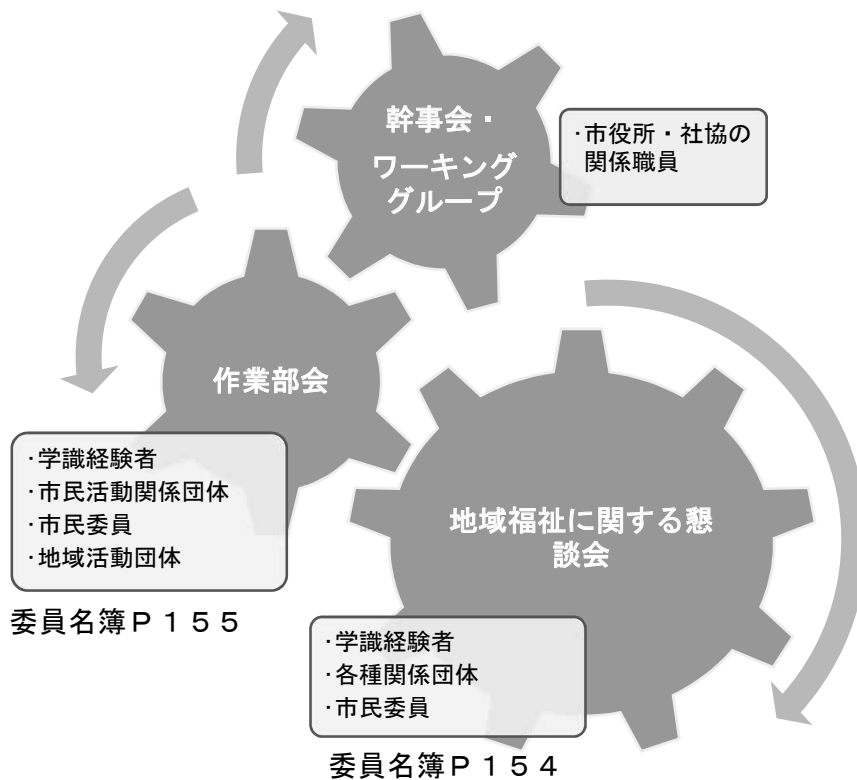 幹事会・
ワーキング
グループ
・市役所・社協の
関係職員
作業部会
・学識経験者
・市民活動関係団体
・市民委員
・地域活動団体
委員名簿Ｐ１５５
地域福祉に関する懇
談会
・学識経験者
・各種関係団体
・市民委員
委員名簿Ｐ１５４